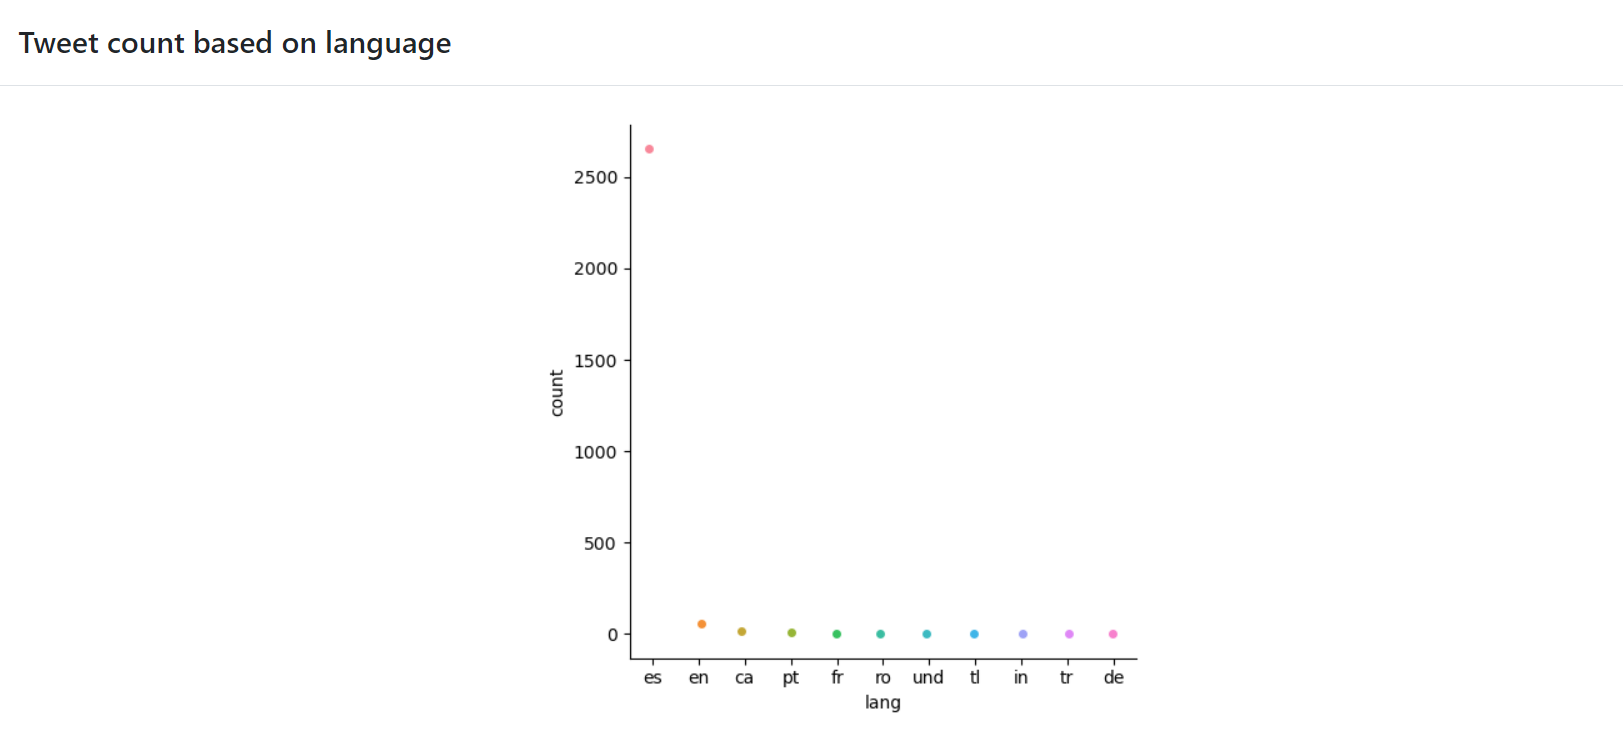 Tweet count based on language
2500
2000
1500
1000
500
0
count
es en ca pt fr ro und tl in tr de
lang